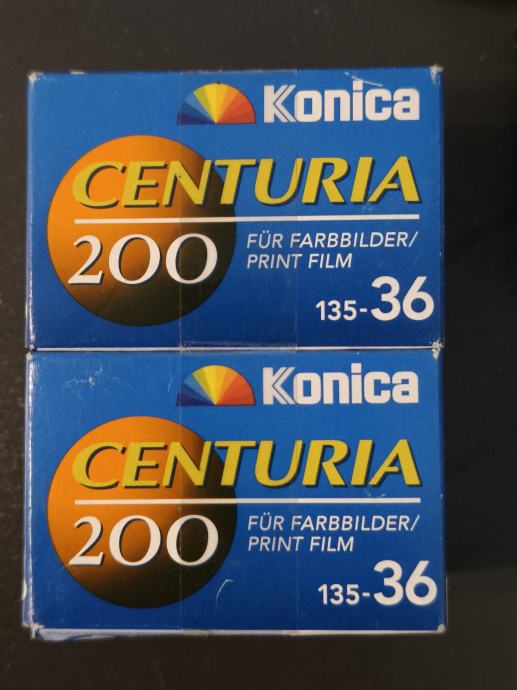 Konica
CENTURIA
200
FÜR FARBBILDER/
PRINT FILM
135-36
Konica
CENTURIA
200
FÜR FARBBILDER/
PRINT FILM
135-36